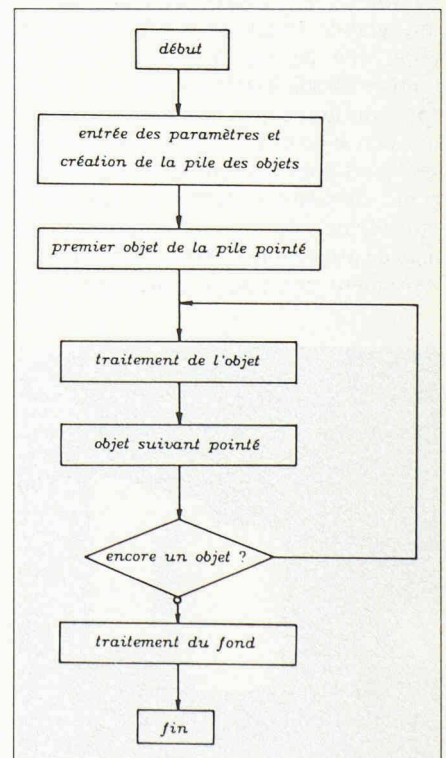 début
entrée des paramètres et
création de la pile des objets
premier objet de la pile pointé
traitement de l'objet
objet suivant pointé
encore un objet ?
traitement du fond
fin